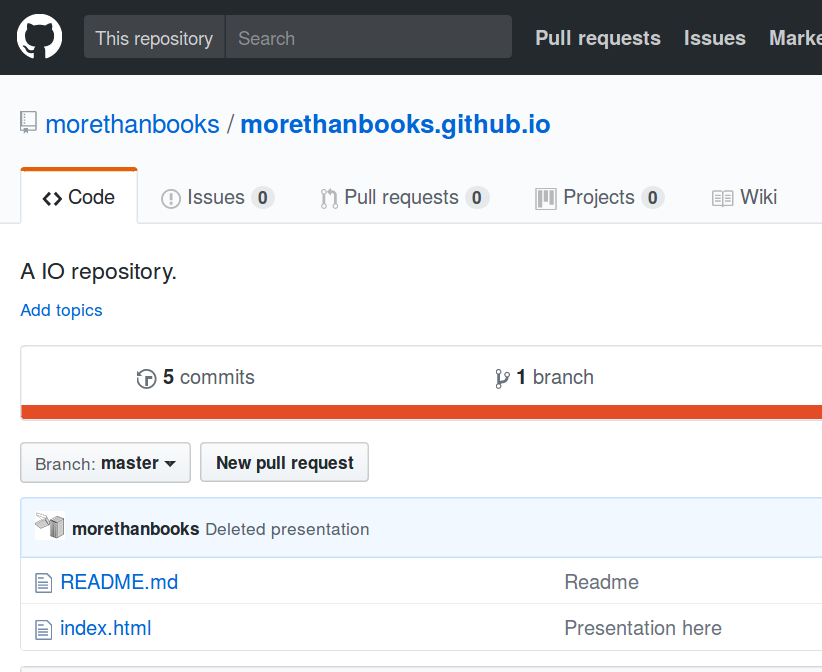 This repository Search Pull requests Issues
morethanbooks / morethanbooks.github.io
Code Issues 0 Pull requests 0 Projects 0 Wiki
A IO repository.
Add topics
5 commits 1 branch
Branch: master New pull request
morethanbooks Deleted presentation
README.md Readme
index.html Presentation here